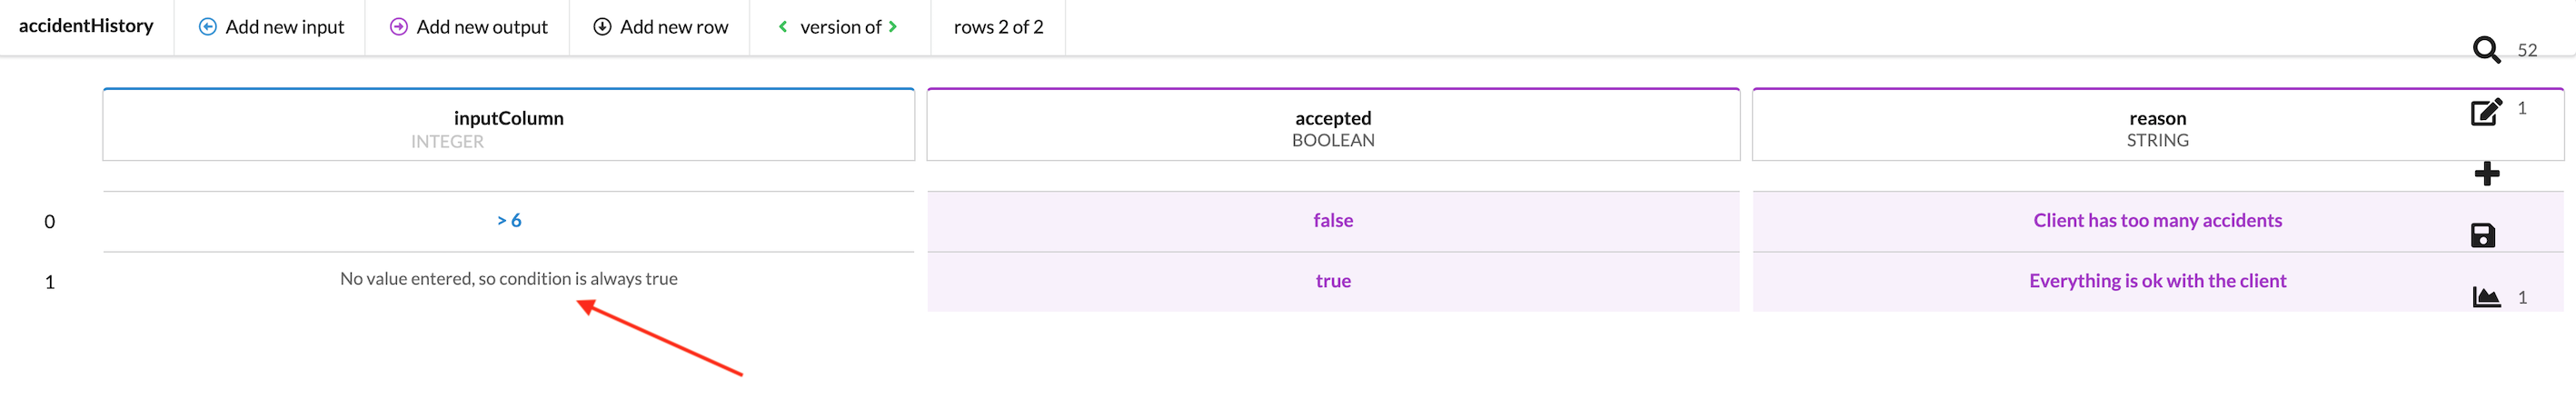 accidentHistory Add new input Add new output Add new row version of rows 2 of 2
52
inputColumn accepted reason 1
INTEGER BOOLEAN STRING
0 > 6 false Client has too many accidents
1 No value entered, so condition is always true true Everything is ok with the client 1